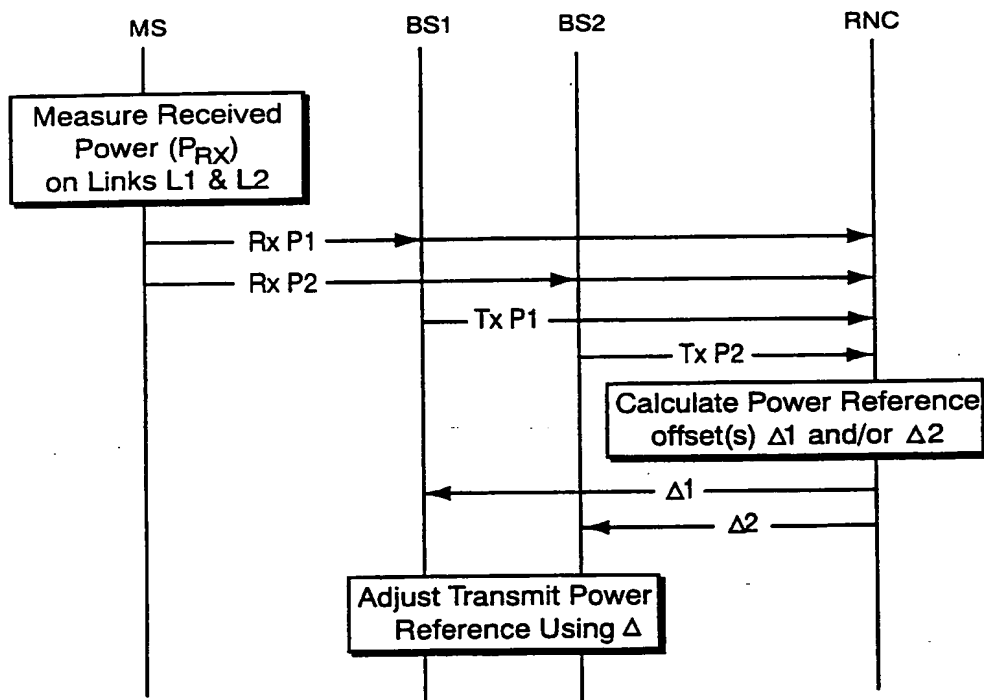 MS BS1 BS2 RNC
Measure Received
Power (PRX)
on Links L1 & L2
Rx P1
Rx P2
Tx P1
Tx P2
Calculate Power Reference
offset(s) Δ1 and/or Δ2
Δ1
Δ2
Adjust Transmit Power
Reference Using Δ